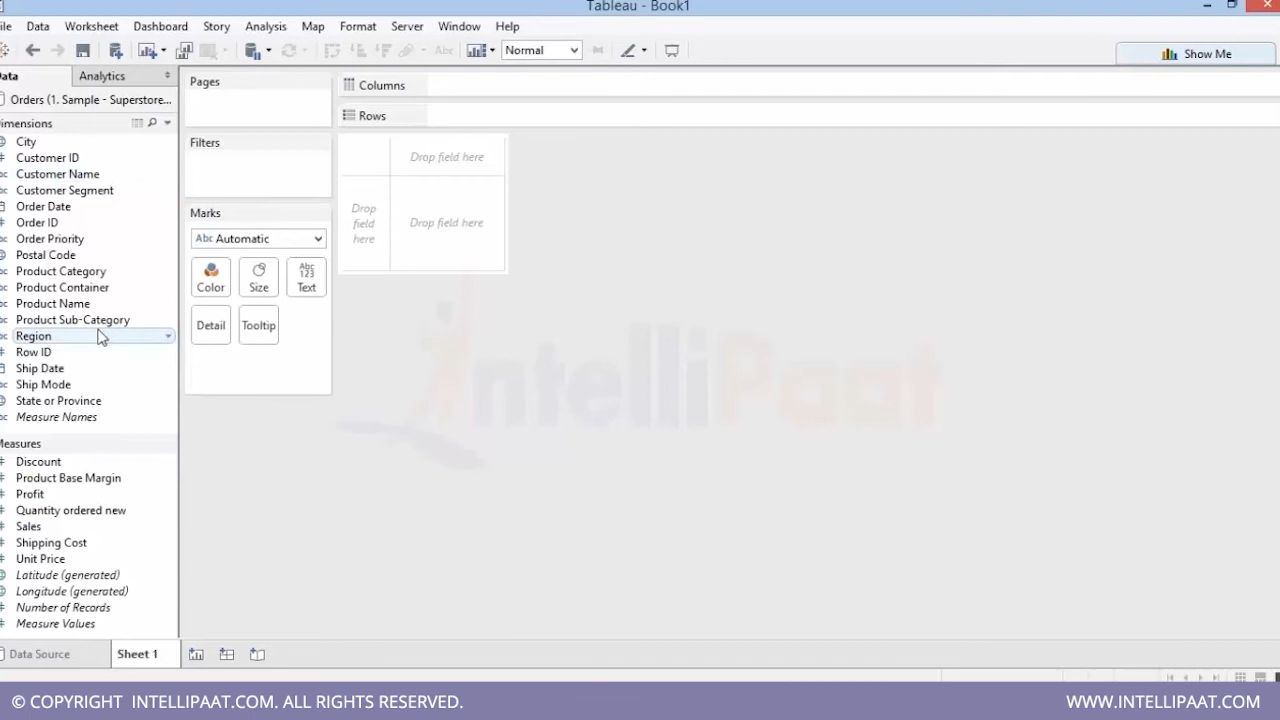 Tableau - Book1
ile Data Worksheet Dashboard Story Analysis Map Format Server Window Help
Abc Normal Show Me
Data Analytics
Orders (1. Sample - Superstore...
Dimensions
City
Customer ID
Customer Name
Customer Segment
Order Date
Order ID
Order Priority
Postal Code
Product Category
Product Container
Product Name
Product Sub-Category
Region
Row ID
Ship Date
Ship Mode
State or Province
Measure Names
Measures
Discount
Product Base Margin
Profit
Quantity ordered new
Sales
Shipping Cost
Unit Price
Latitude (generated)
Longitude (generated)
Number of Records
Measure Values
Pages
Filters
Marks
Abc Automatic
Color
Size
Abc
123
Text
Detail
Tooltip
Columns
Rows
Drop field here
Drop
field
here
Drop field here
IntelliPaat
Data Source
Sheet 1
© COPYRIGHT INTELLIPAAT.COM. ALL RIGHTS RESERVED.
WWW.INTELLIPAAT.COM